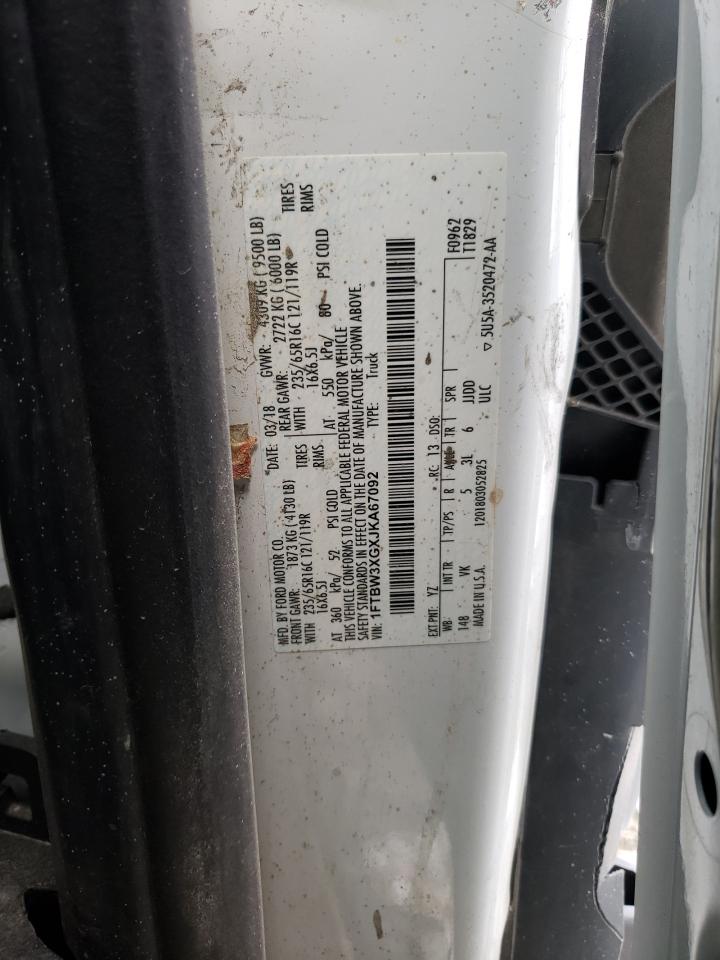 MFD. BY FORD MOTOR CO.
DATE: 03/18 GVWR: 4309 KG ( 9500 LB)
FRONT GAWR: 1873 KG (4130 LB) REAR GAWR: 2722 KG ( 6000 LB)
WITH 235/65R16C 121/119R TIRES WITH 235/65R16C 121/119R TIRES
16X6.5J RIMS 16X6.5J RIMS
AT 360 kPa/ 52 PSI COLD AT 550 kPa/ 80 PSI COLD
THIS VEHICLE CONFORMS TO ALL APPLICABLE FEDERAL MOTOR VEHICLE
SAFETY STANDARDS IN EFFECT ON THE DATE OF MANUFACTURE SHOWN ABOVE.
VIN: 1FTBW3XGXJKA67092 TYPE: Truck
EXT PNT: YZ RC: 13 DSO: F0962
WB INT TR TP/PS R AXLE TR SPR T1829
148 VK 5 3L 6 JJDD
MADE IN U.S.A. 1201803052825 ULC ▽ 5U5A-3520472-AA